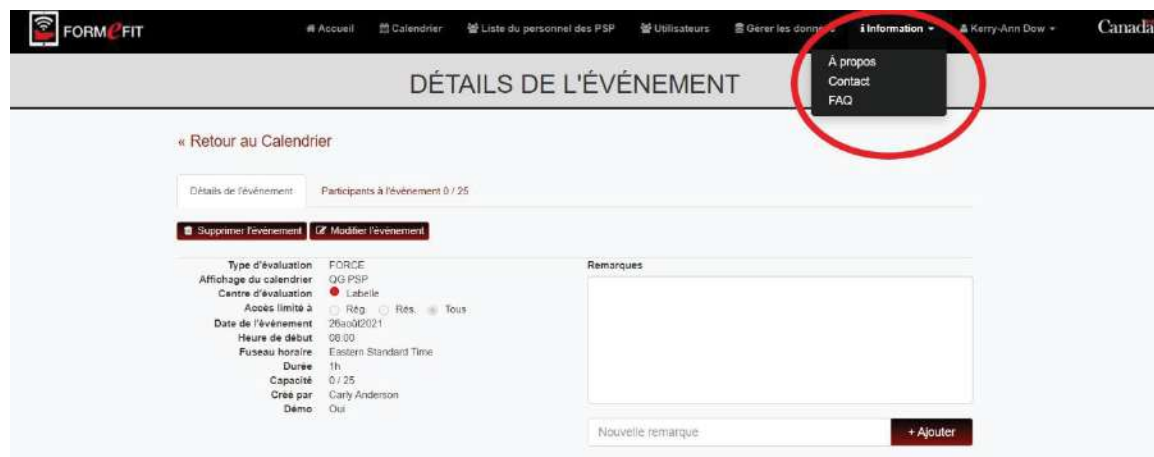 FORMeFIT
Accueil Calendrier Liste du personnel des PSP Utilisateurs Gérer les données Information Kerry-Ann Dow Canada
À propos
Contact
FAQ
DÉTAILS DE L'ÉVÉNEMENT
« Retour au Calendrier
Détails de l'événement Participants à l'événement 0 / 25
Supprimer l'événement Modifier l'événement
Type d'évaluation FORCE
Affichage du calendrier QG PSP
Centre d'évaluation Labelle
Accès limité à Rég. Rés. Tous
Date de l'événement 26août2021
Heure de début 08:00
Fuseau horaire Eastern Standard Time
Durée 1h
Capacité 0 / 25
Créé par Carly Anderson
Démo Oui
Remarques
Nouvelle remarque + Ajouter